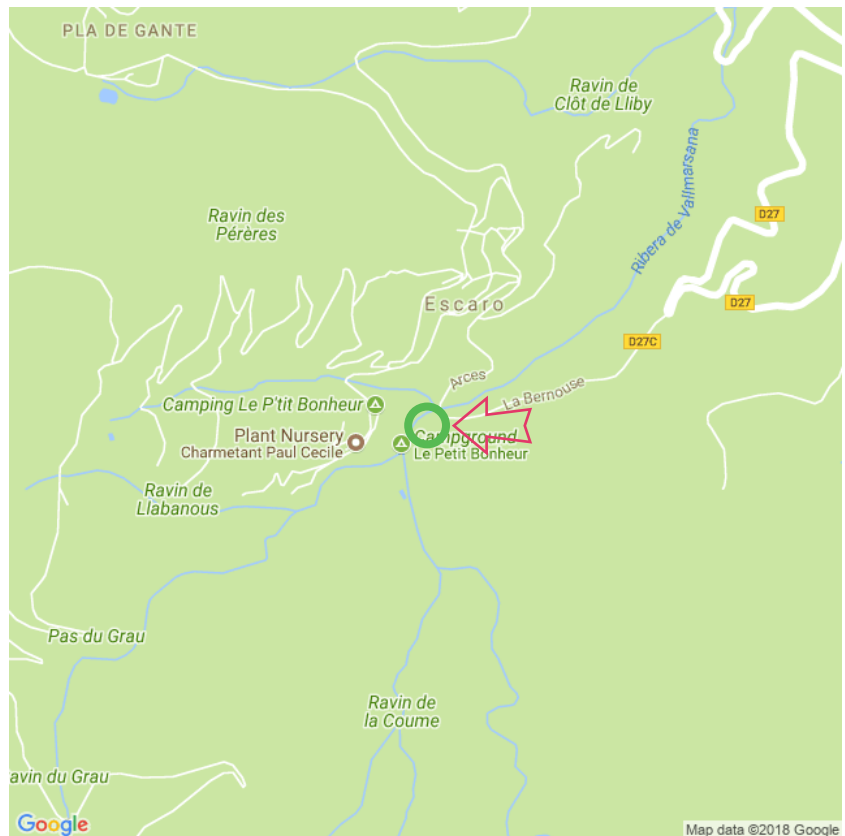 PLA DE GANTE
Ravin de
Clôt de Lliby
Ribera de Vallmarsana
Ravin des
Pérères
D27
Escaro
D27
D27C
Arces
La Bernouse
Camping Le P'tit Bonheur
Plant Nursery
Charmetant Paul Cecile
Campground
Le Petit Bonheur
Ravin de
Llabanous
Pas du Grau
Ravin de
la Coume
avin du Grau
Google
Map data ©2018 Google